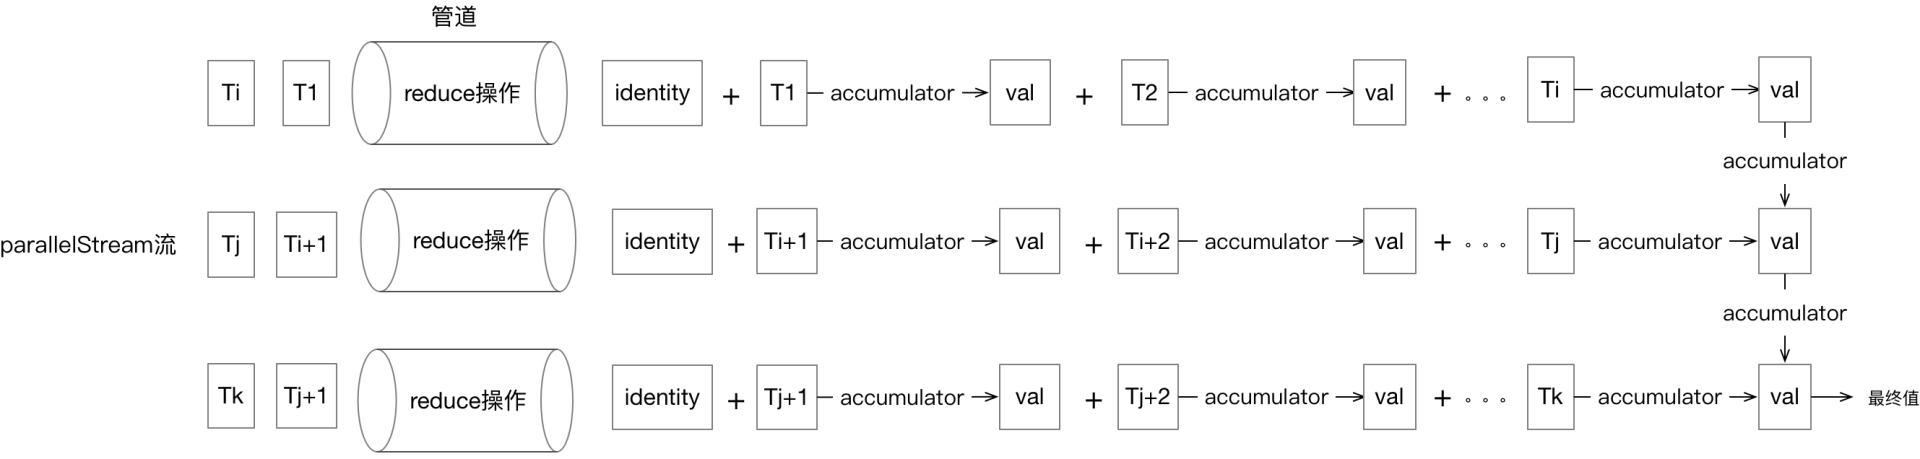 管道
Ti T1 reduce操作 identity + T1 accumulator val + T2 accumulator val + 。。。 Ti accumulator val
accumulator
parallelStream流 Tj Ti+1 reduce操作 identity + Ti+1 accumulator val + Ti+2 accumulator val + 。。。 Tj accumulator val
accumulator
Tk Tj+1 reduce操作 identity + Tj+1 accumulator val + Tj+2 accumulator val + 。。。 Tk accumulator val 最终值